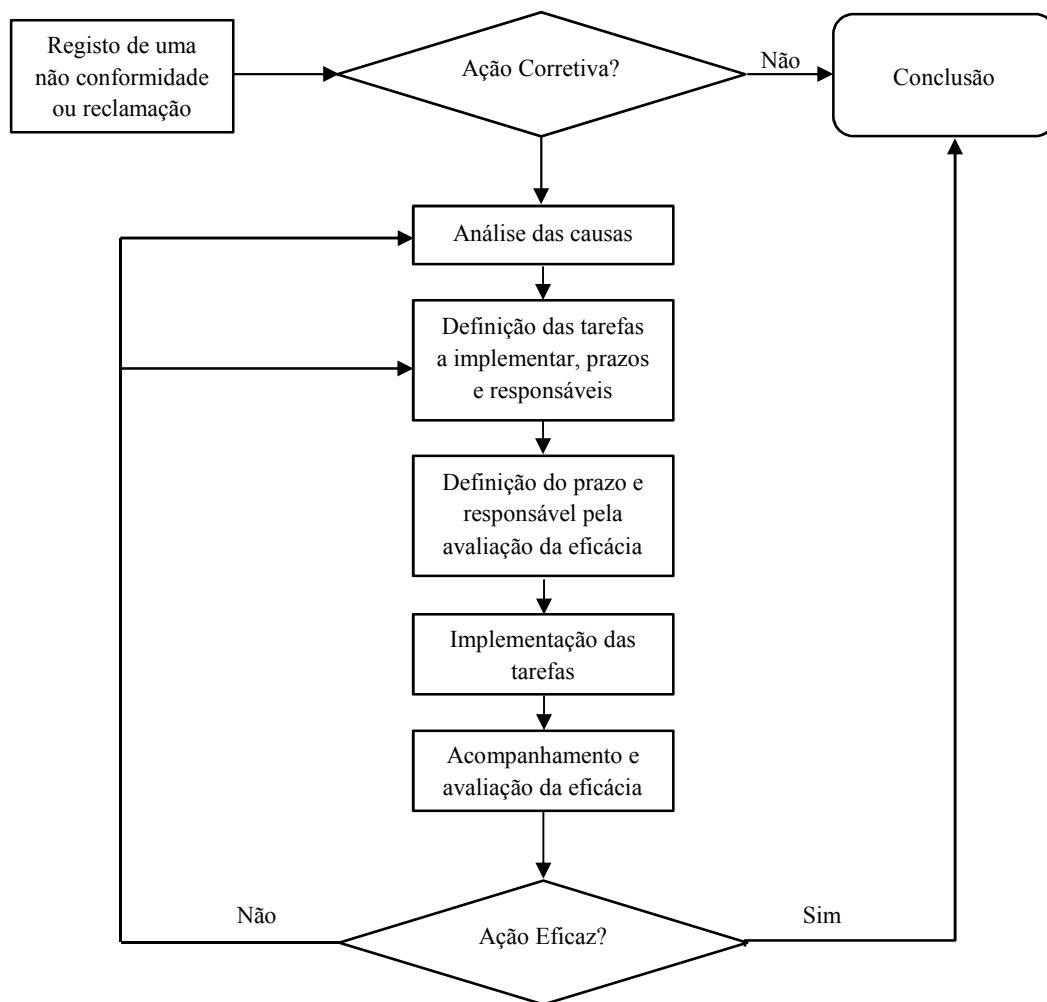 Registo de uma
não conformidade
ou reclamação
Ação Corretiva?
Não
Conclusão
Análise das causas
Definição das tarefas
a implementar, prazos
e responsáveis
Definição do prazo e
responsável pela
avaliação da eficácia
Implementação das
tarefas
Acompanhamento e
avaliação da eficácia
Não
Ação Eficaz?
Sim